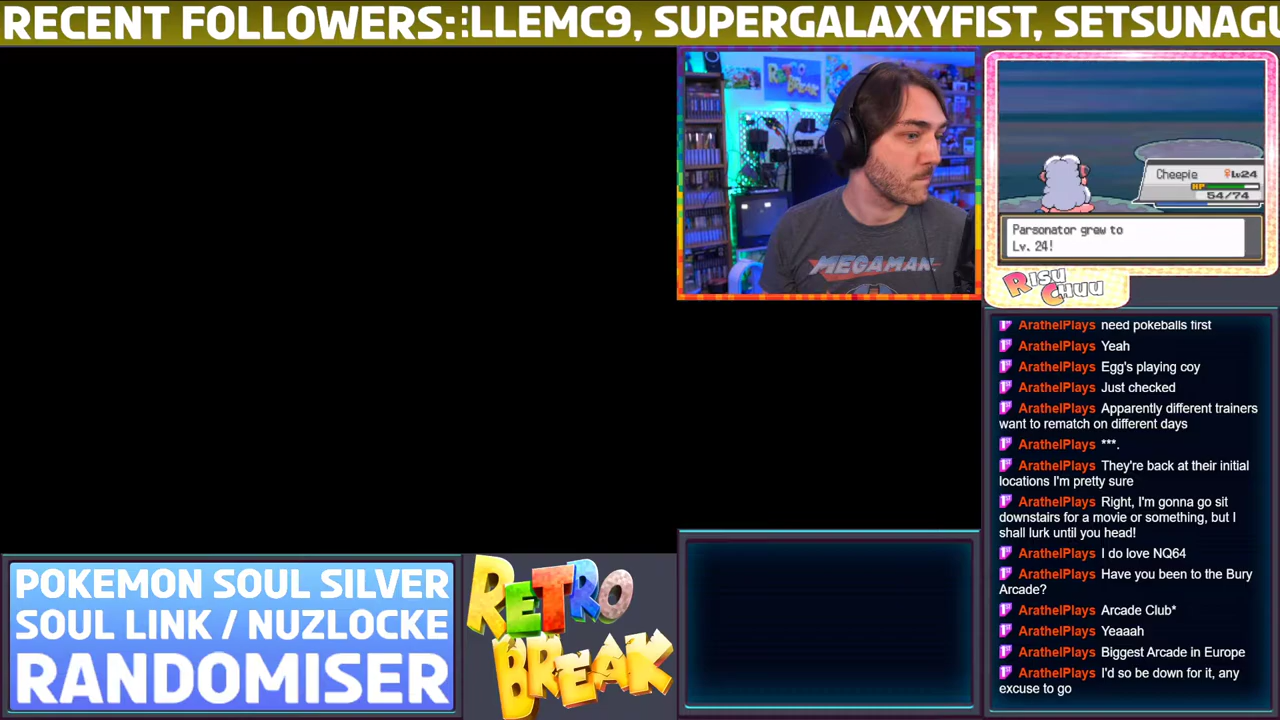 RECENT FOLLOWERS: :LLEMC9, SUPERGALAXYFIST, SETSUNAGU
RETRO BREAK
MEGAMAN
Cheepie ♀Lv24
HP
54/74
Parsonator grew to
Lv. 24!
RISU
CHUU
ArathelPlays need pokeballs first
ArathelPlays Yeah
ArathelPlays Egg's playing coy
ArathelPlays Just checked
ArathelPlays Apparently different trainers
want to rematch on different days
ArathelPlays ***.
ArathelPlays They're back at their initial
locations I'm pretty sure
ArathelPlays Right, I'm gonna go sit
downstairs for a movie or something, but I
shall lurk until you head!
ArathelPlays I do love NQ64
ArathelPlays Have you been to the Bury
Arcade?
ArathelPlays Arcade Club*
ArathelPlays Yeaaah
ArathelPlays Biggest Arcade in Europe
ArathelPlays I'd so be down for it, any
excuse to go
POKEMON SOUL SILVER
SOUL LINK / NUZLOCKE
RANDOMISER
RETRO
BREAK